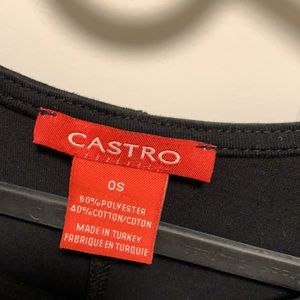 CASTRO
OS
60% POLYESTER
40% COTTON/COTON
MADE IN TURKEY
FABRIQUE EN TURQUIE